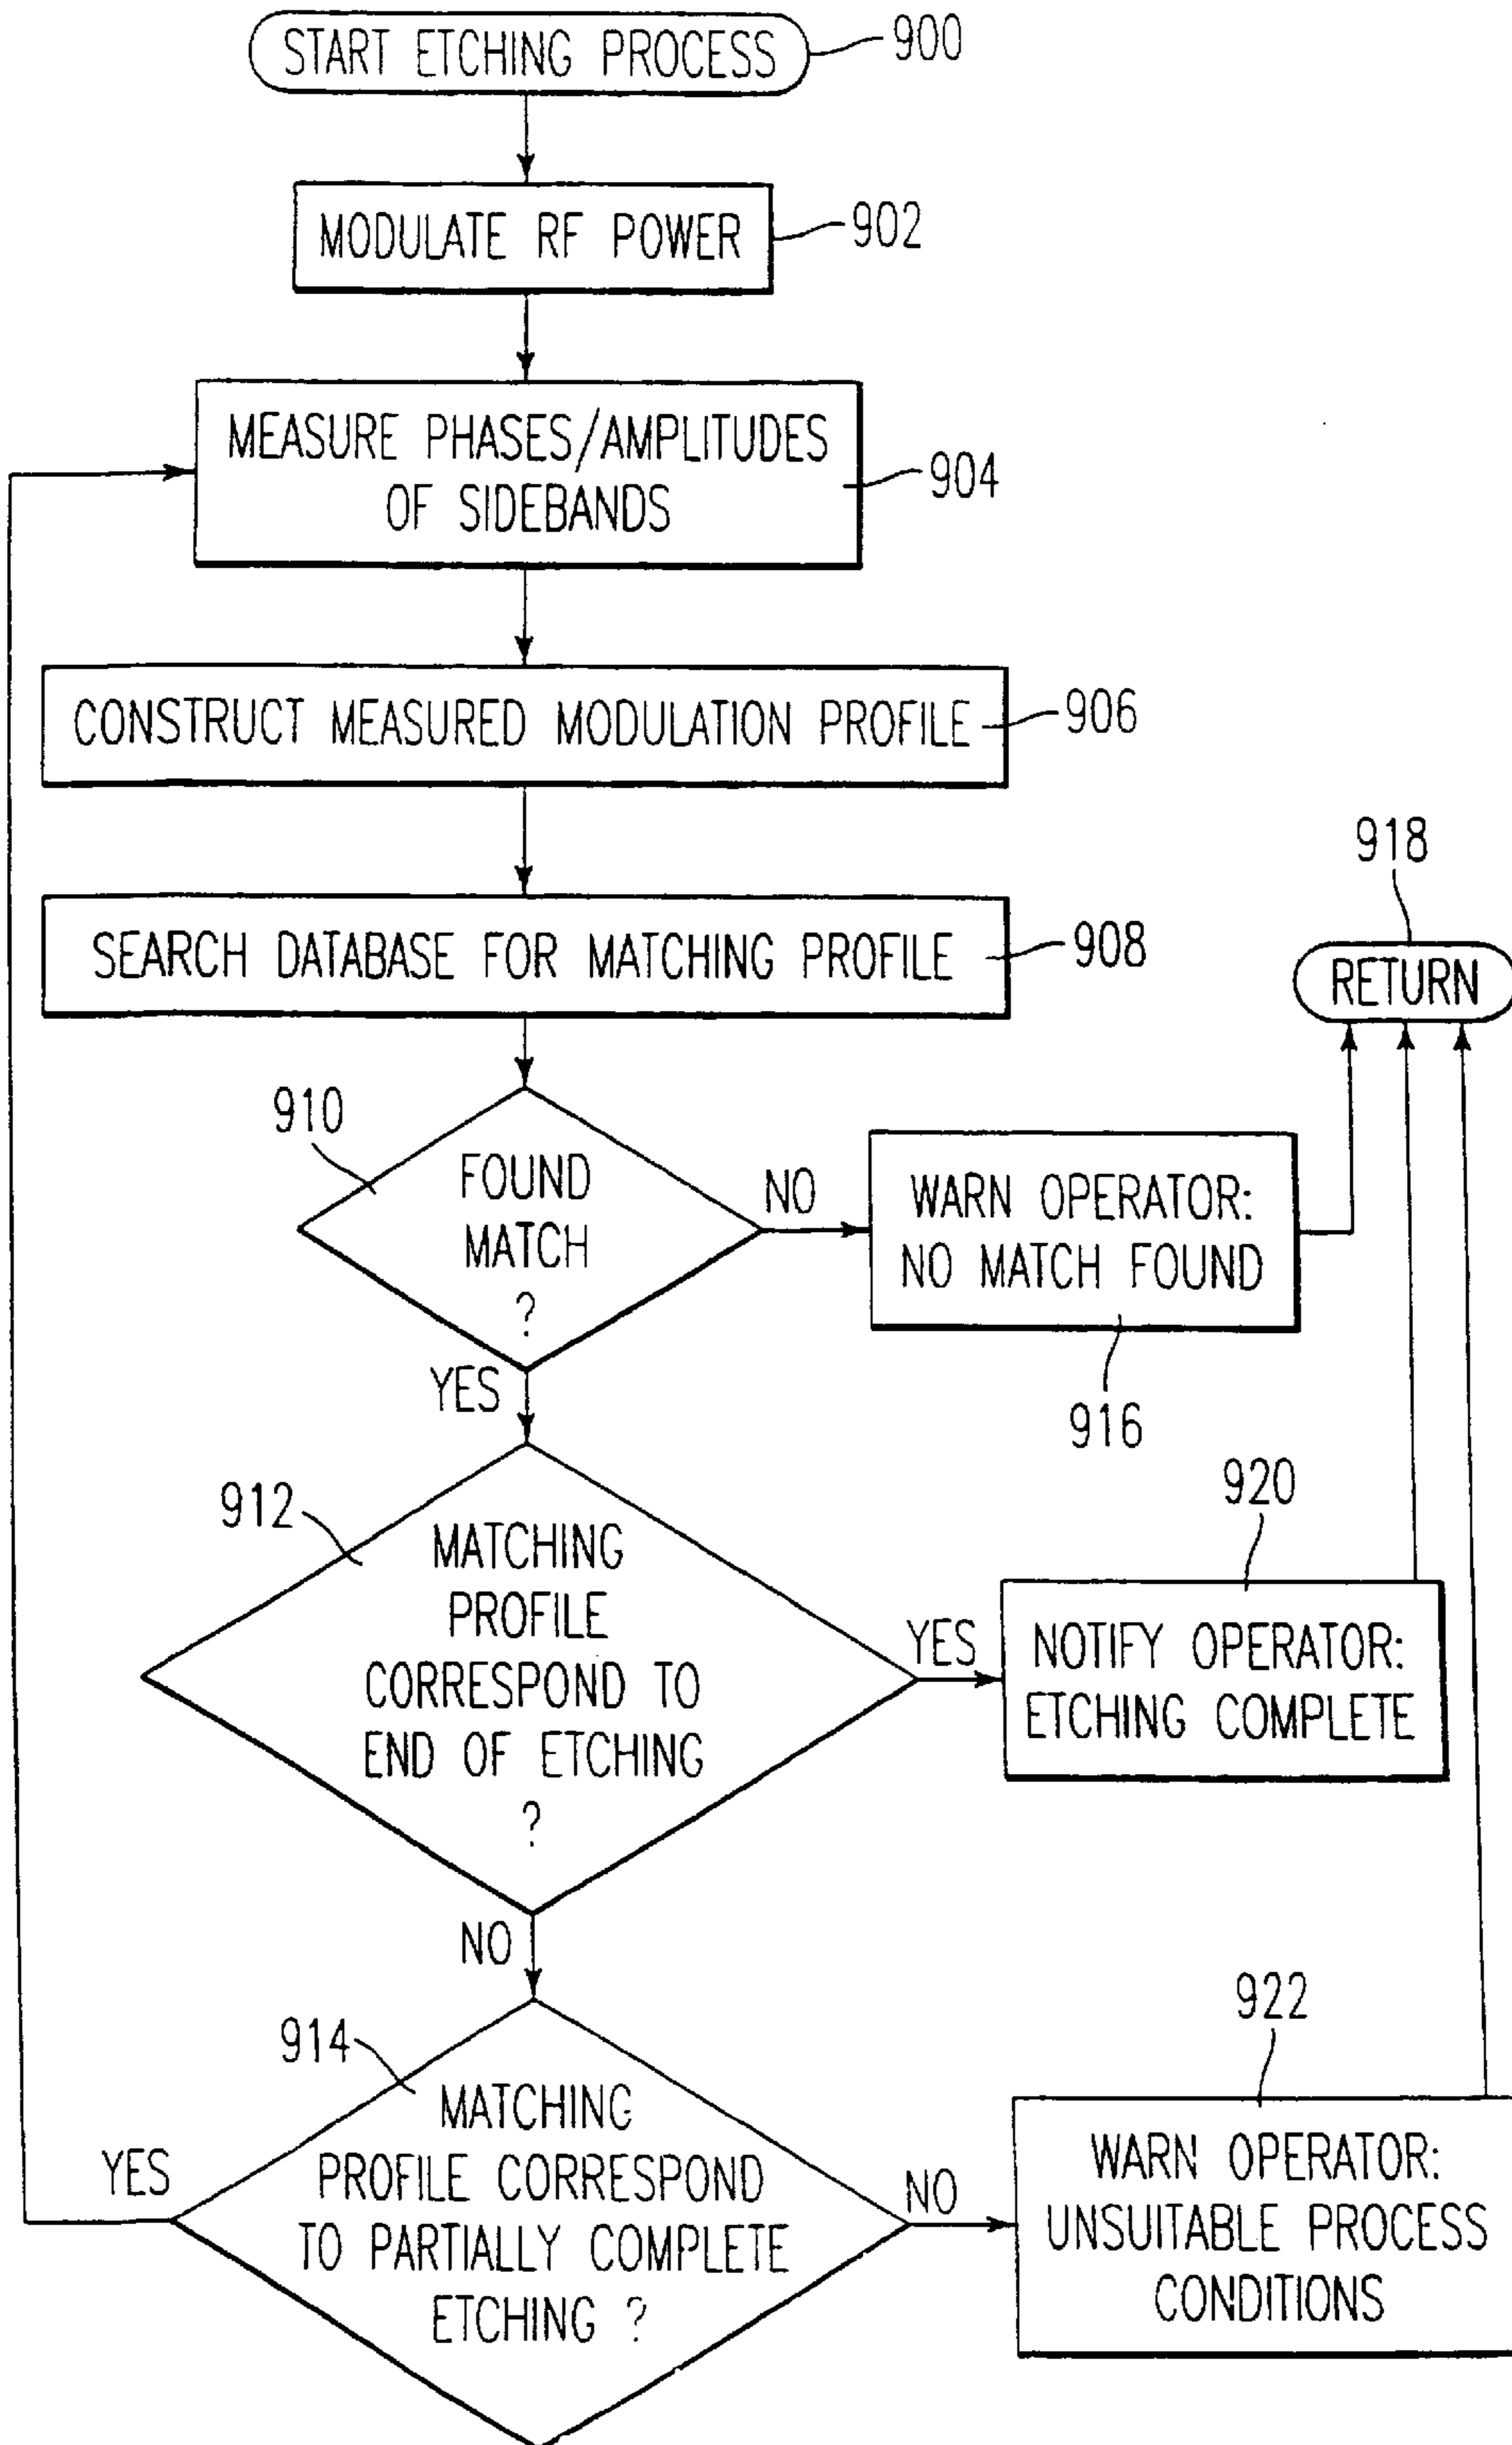 START ETCHING PROCESS
900
MODULATE RF POWER
902
MEASURE PHASES/AMPLITUDES
OF SIDEBANDS
904
CONSTRUCT MEASURED MODULATION PROFILE
906
SEARCH DATABASE FOR MATCHING PROFILE
908
918
RETURN
910
FOUND
MATCH
?
NO
WARN OPERATOR:
NO MATCH FOUND
916
YES
912
MATCHING
PROFILE
CORRESPOND TO
END OF ETCHING
?
YES
920
NOTIFY OPERATOR:
ETCHING COMPLETE
NO
914
MATCHING
PROFILE CORRESPOND
TO PARTIALLY COMPLETE
ETCHING ?
YES
NO
922
WARN OPERATOR:
UNSUITABLE PROCESS
CONDITIONS